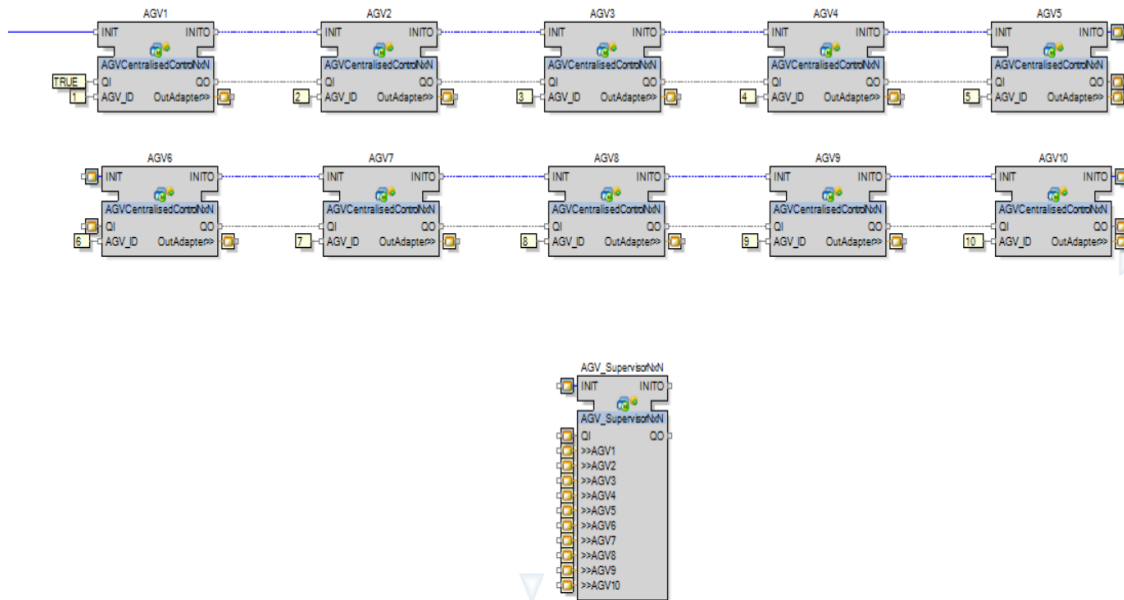 AGV1 AGV2 AGV3 AGV4 AGV5
INIT INITO INIT INITO INIT INITO INIT INITO INIT INITO
AGVCentralisedControlNxN AGVCentralisedControlNxN AGVCentralisedControlNxN AGVCentralisedControlNxN AGVCentralisedControlNxN
TRUE QI QO QI QO QI QO QI QO QI QO
1 AGV_ID OutAdapter>> 2 AGV_ID OutAdapter>> 3 AGV_ID OutAdapter>> 4 AGV_ID OutAdapter>> 5 AGV_ID OutAdapter>>
AGV6 AGV7 AGV8 AGV9 AGV10
INIT INITO INIT INITO INIT INITO INIT INITO INIT INITO
AGVCentralisedControlNxN AGVCentralisedControlNxN AGVCentralisedControlNxN AGVCentralisedControlNxN AGVCentralisedControlNxN
QI QO QI QO QI QO QI QO QI QO
6 AGV_ID OutAdapter>> 7 AGV_ID OutAdapter>> 8 AGV_ID OutAdapter>> 9 AGV_ID OutAdapter>> 10 AGV_ID OutAdapter>>
AGV_SupervisorNxN
INIT INITO
AGV_SupervisorNxN
QI QO
>>AGV1
>>AGV2
>>AGV3
>>AGV4
>>AGV5
>>AGV6
>>AGV7
>>AGV8
>>AGV9
>>AGV10